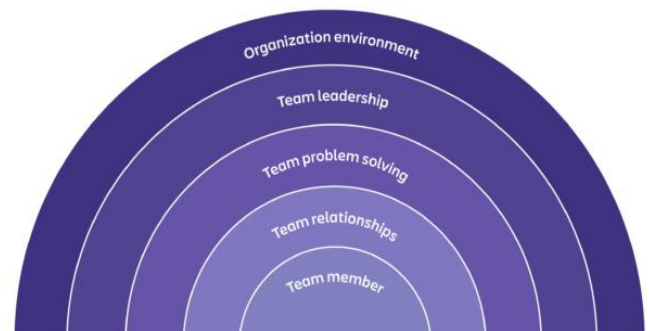 Organization environment
Team leadership
Team problem solving
Team relationships
Team member